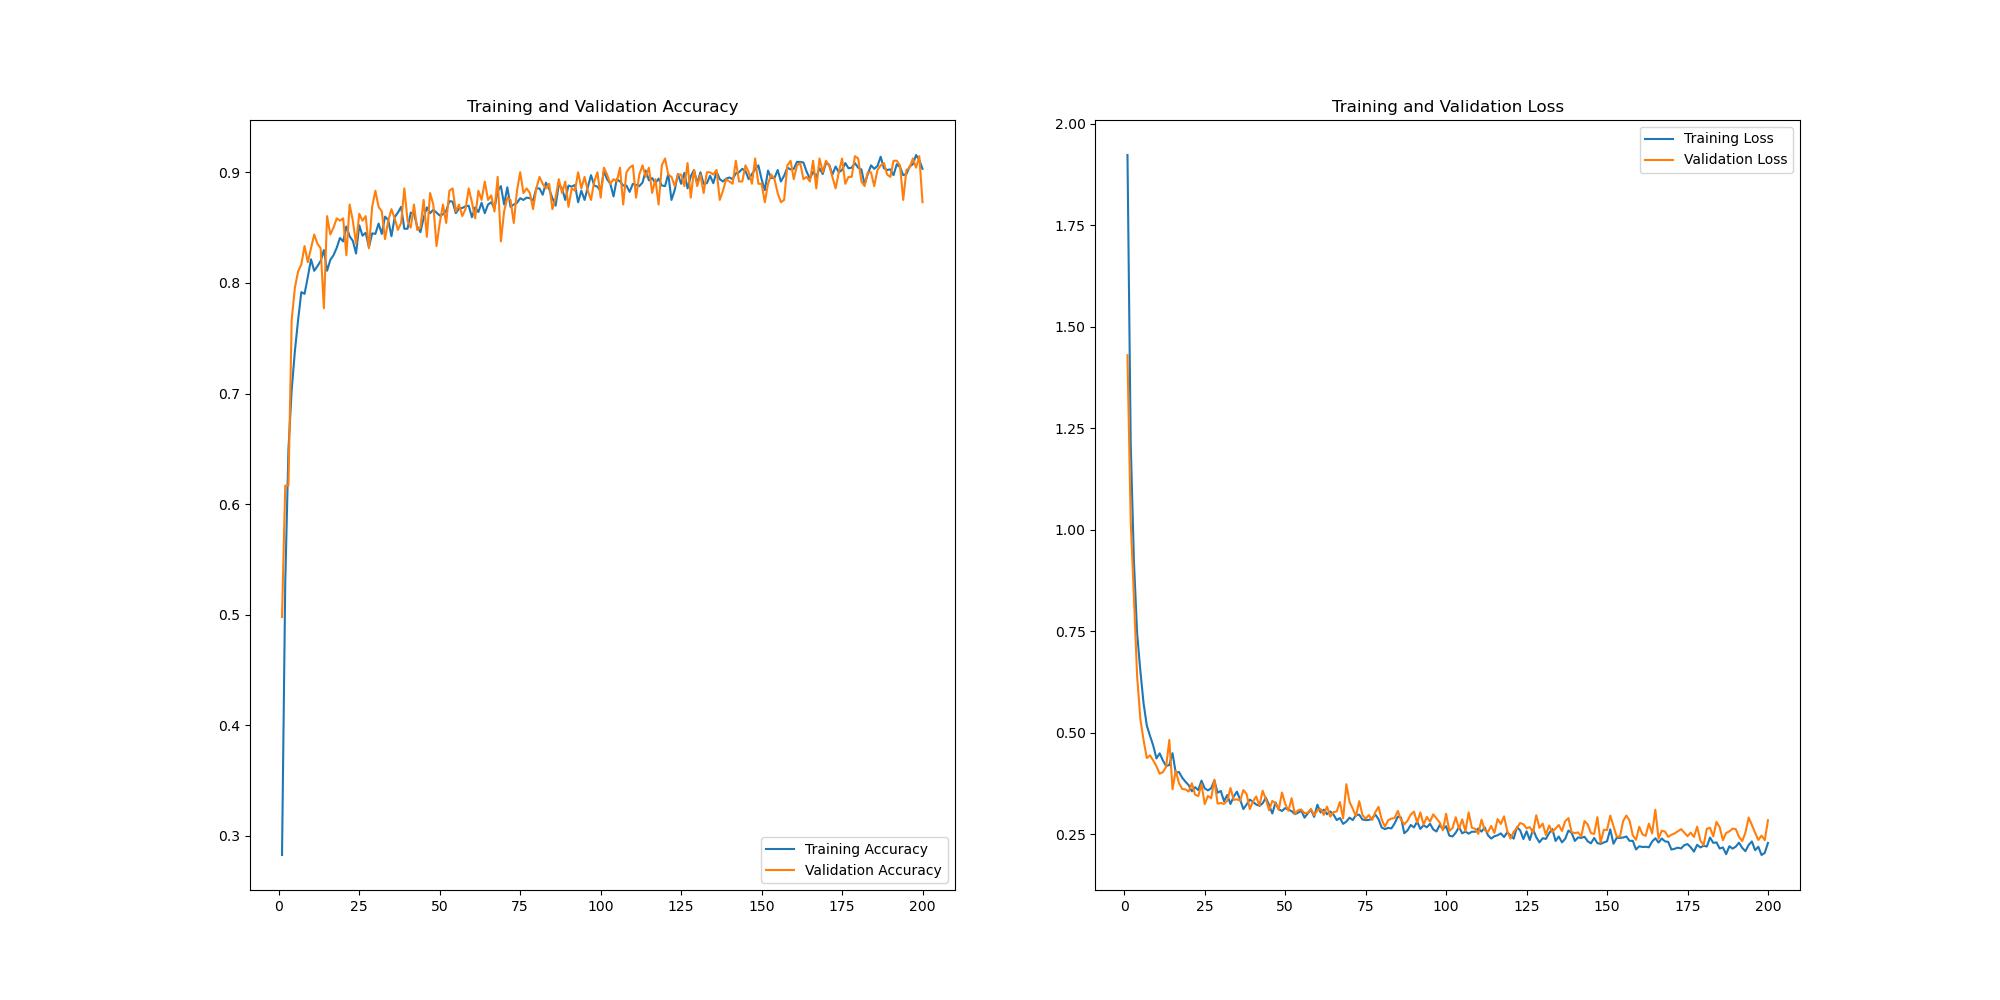 Training and Validation Accuracy
0.9
0.8
0.7
0.6
0.5
0.4
0.3
0 25 50 75 100 125 150 175 200
Training Accuracy
Validation Accuracy
Training and Validation Loss
2.00
1.75
1.50
1.25
1.00
0.75
0.50
0.25
0 25 50 75 100 125 150 175 200
Training Loss
Validation Loss